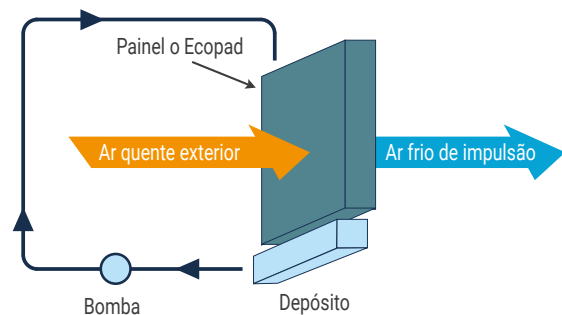 Painel o Ecopad
Ar quente exterior
Ar frio de impulsão
Bomba
Depósito